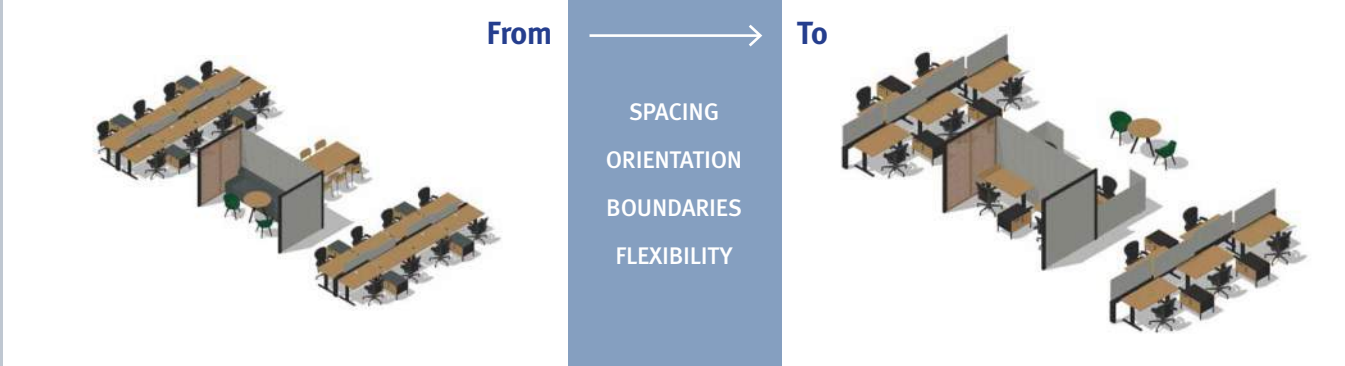 From
To
SPACING
ORIENTATION
BOUNDARIES
FLEXIBILITY